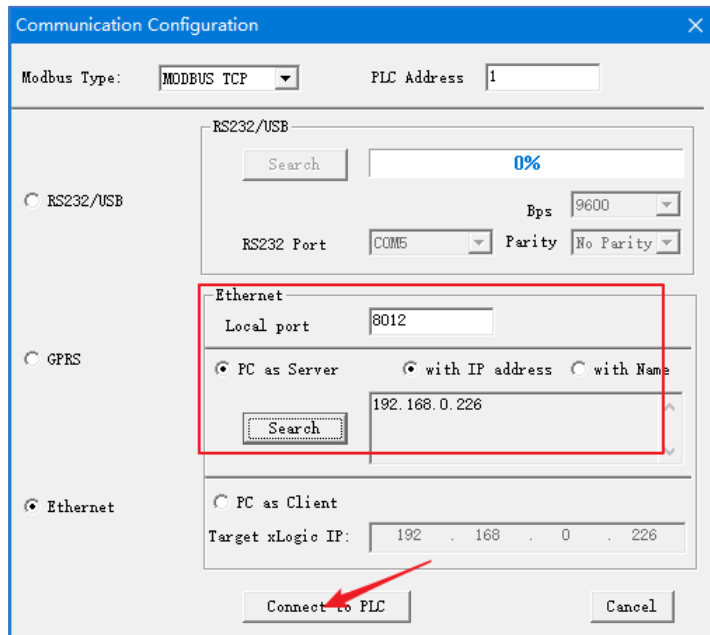 Communication Configuration
Modbus Type: MODBUS TCP PLC Address 1
RS232/USB
Search 0%
RS232/USB
Bps 9600
RS232 Port COM5 Parity No Parity
Ethernet
Local port 8012
GPRS
PC as Server with IP address with Name
192.168.0.226
Search
Ethernet
PC as Client
Target xLogic IP: 192 . 168 . 0 . 226
Connect to PLC Cancel